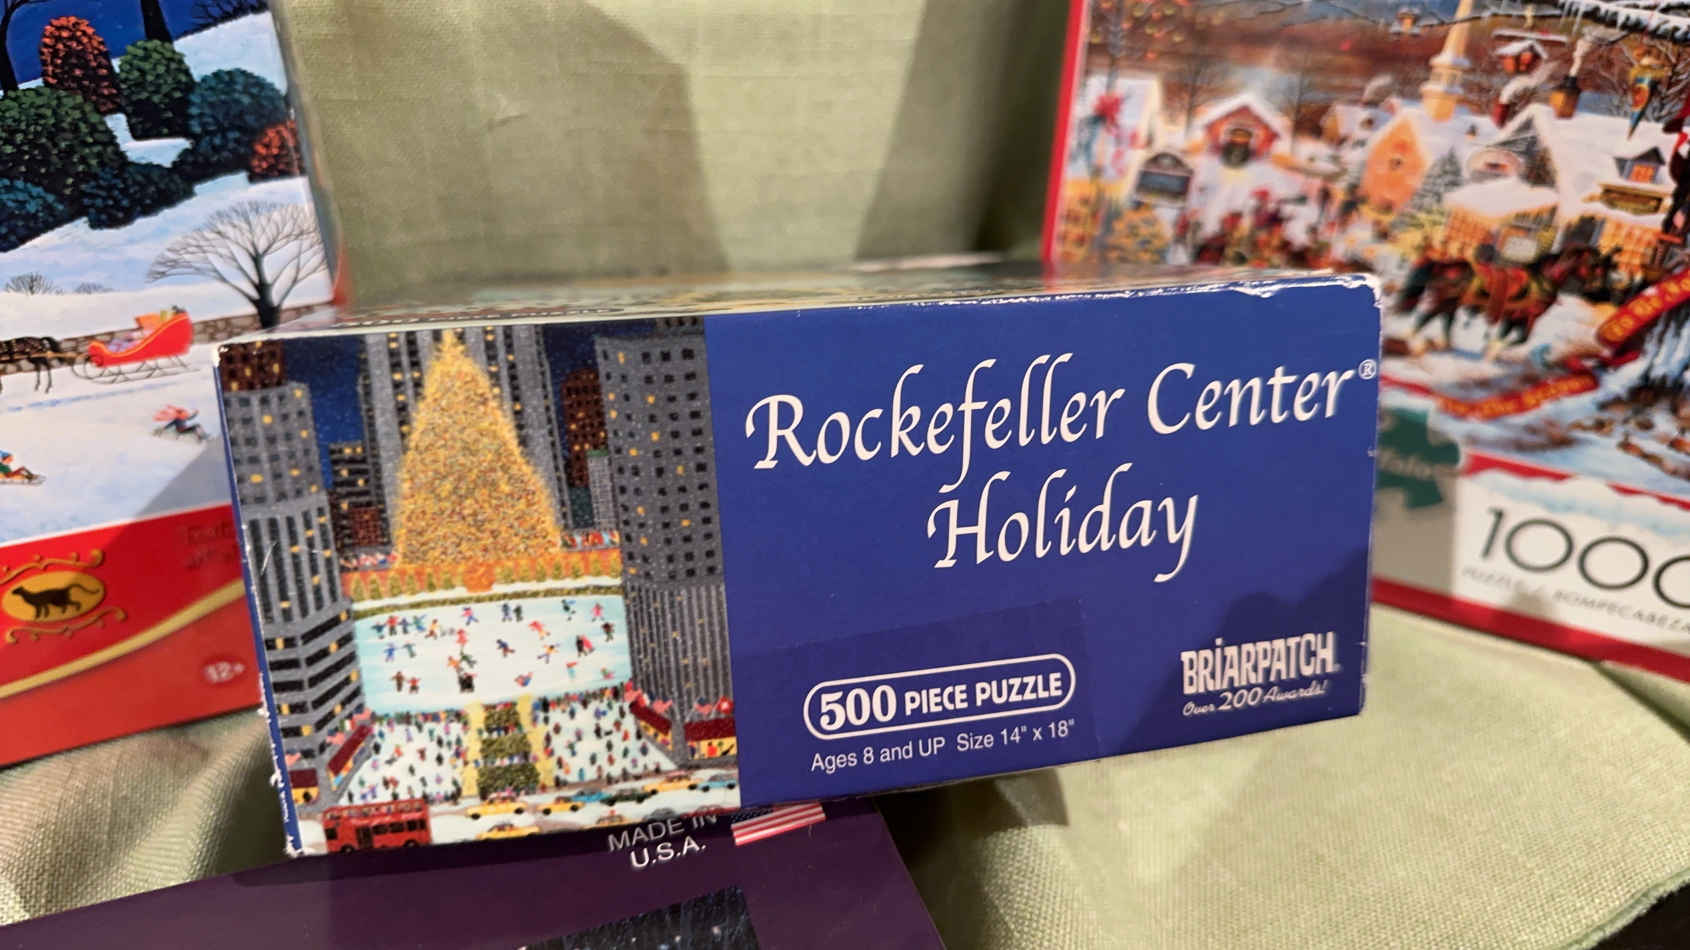 Rockefeller Center®
Holiday
500 PIECE PUZZLE
Ages 8 and UP Size 14" x 18"
BRiARPATCH
Over 200 Awards!
MADE IN
U.S.A.
12+
1000